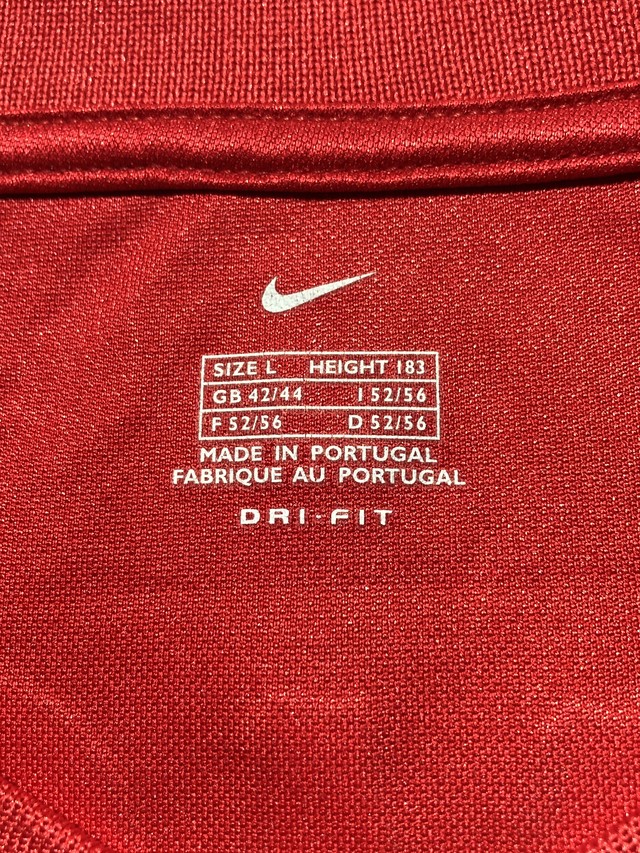 SIZE L HEIGHT 183
GB 42/44 I 52/56
F 52/56 D 52/56
MADE IN PORTUGAL
FABRIQUE AU PORTUGAL
DRI-FIT